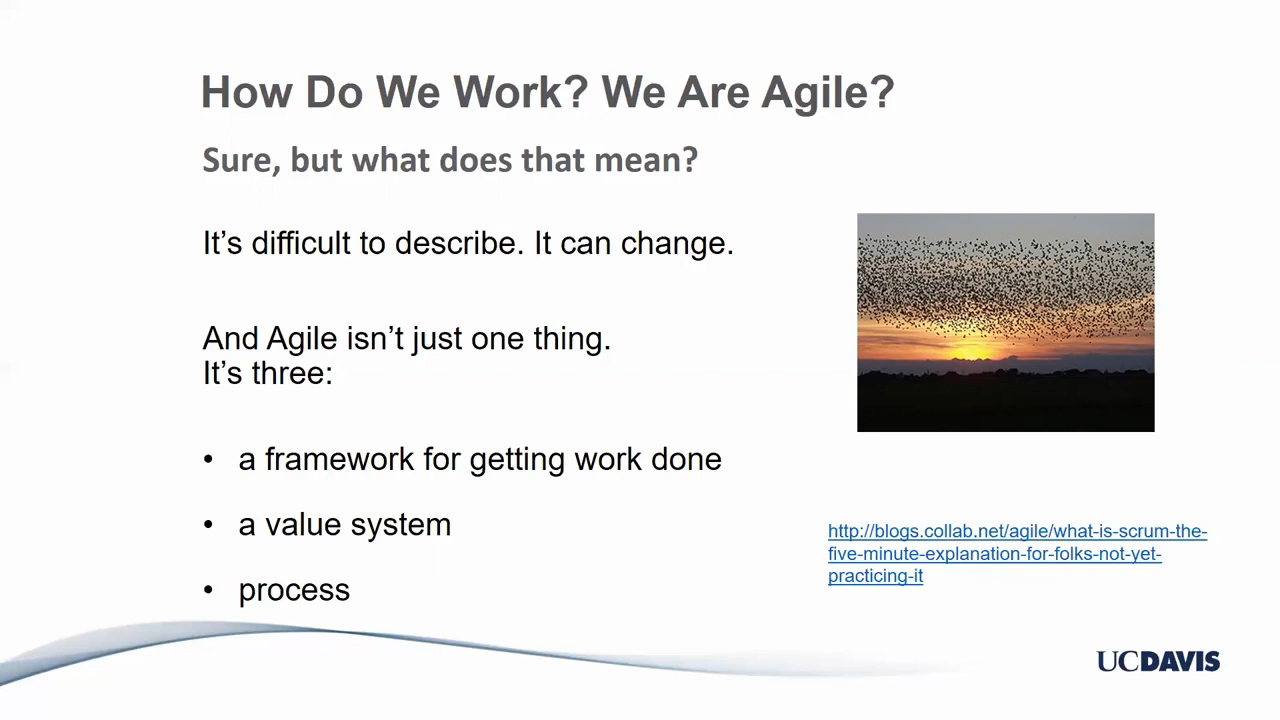 How Do We Work? We Are Agile?
Sure, but what does that mean?
It’s difficult to describe. It can change.
And Agile isn’t just one thing.
It’s three:
• a framework for getting work done
• a value system
• process
http://blogs.collab.net/agile/what-is-scrum-the-
five-minute-explanation-for-folks-not-yet-
practicing-it
UCDAVIS